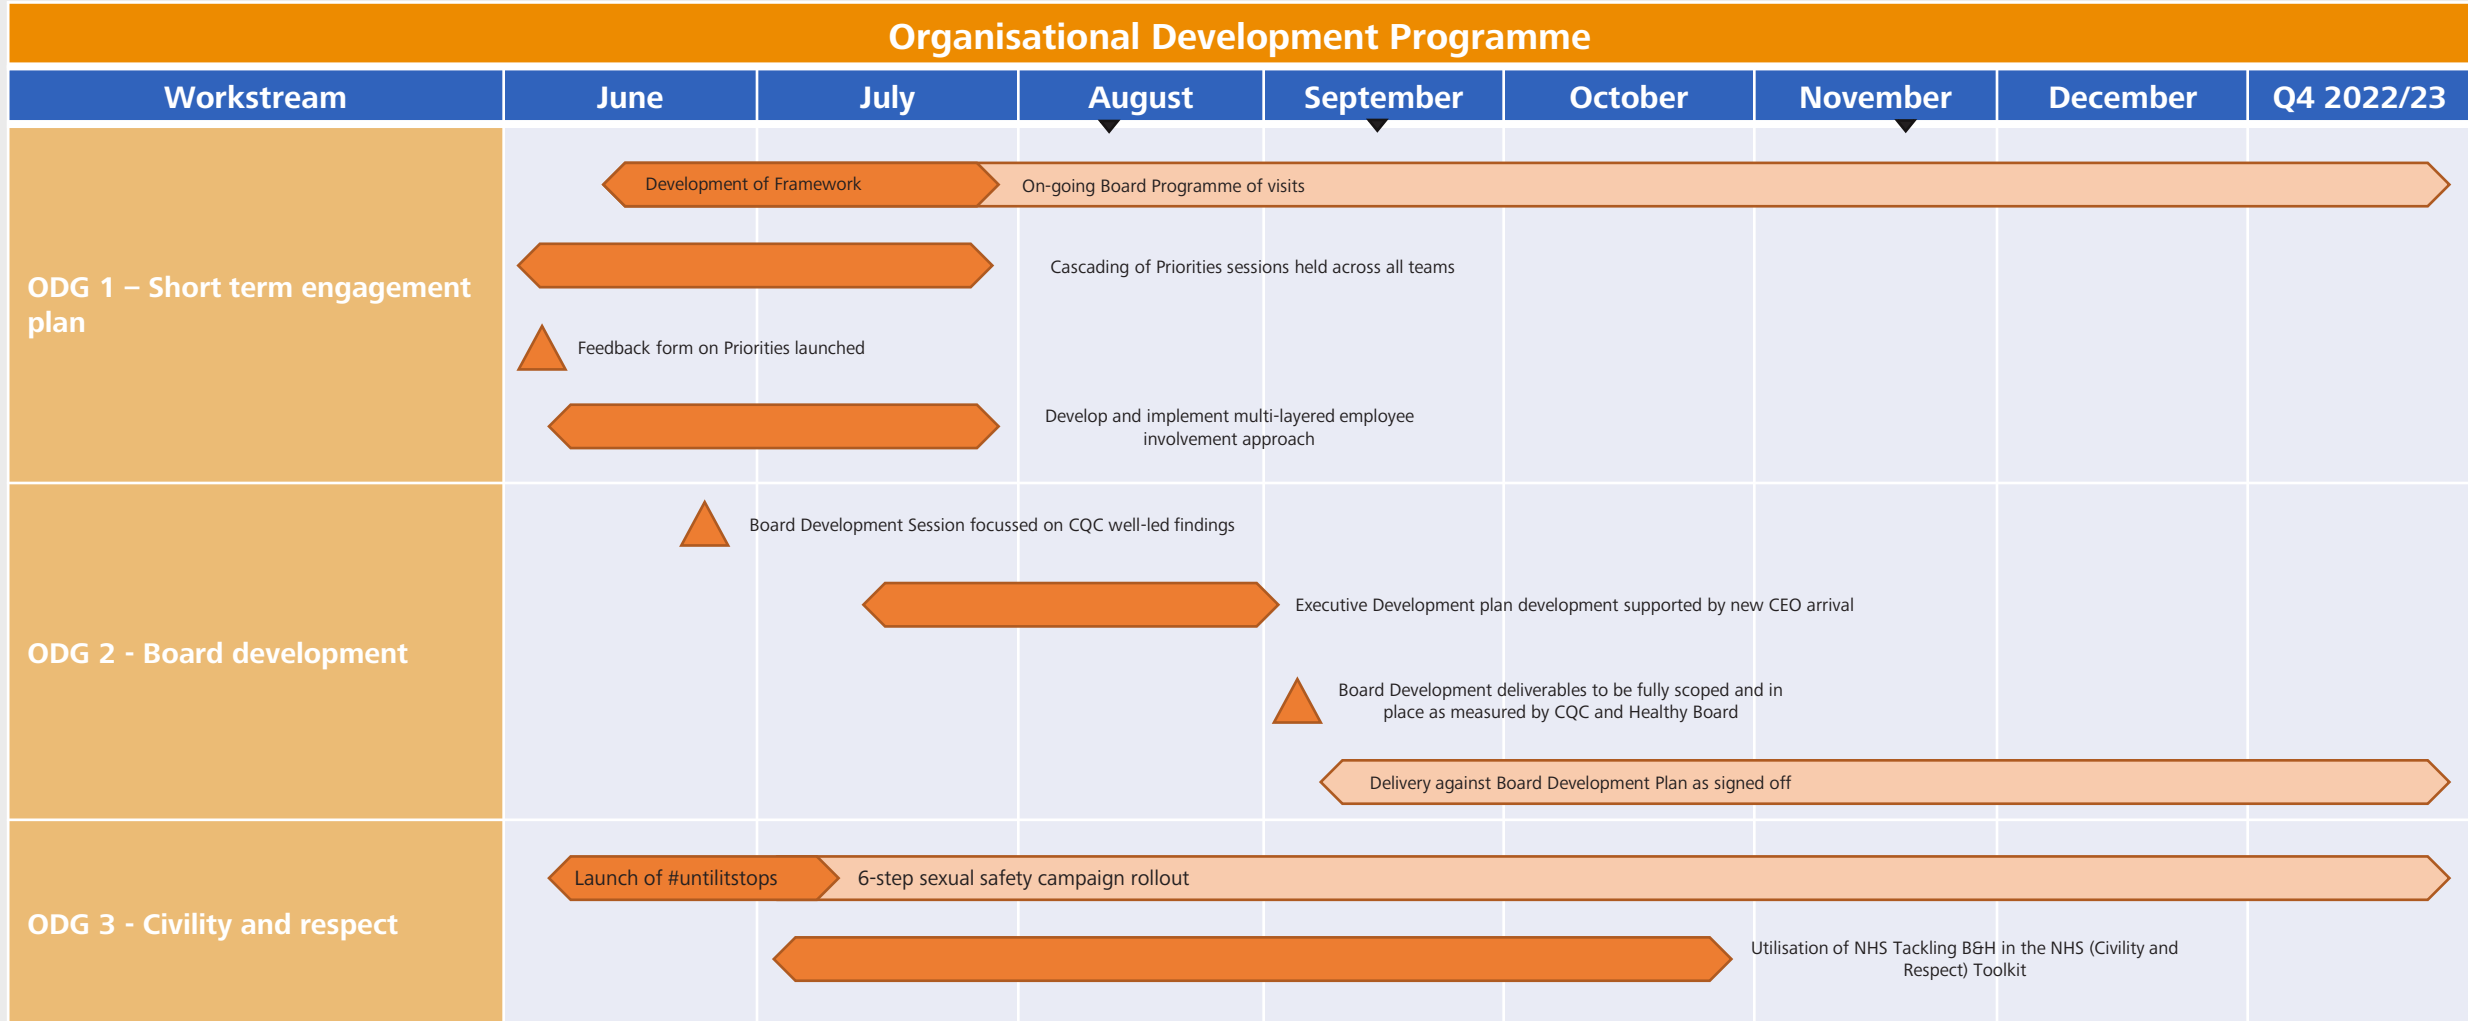 Organisational Development Programme
Workstream
June
July
August
September
October
November
December
Q4 2022/23
ODG 1 – Short term engagement
plan
Development of Framework
On-going Board Programme of visits
Cascading of Priorities sessions held across all teams
Feedback form on Priorities launched
Develop and implement multi-layered employee
involvement approach
ODG 2 - Board development
Board Development Session focussed on CQC well-led findings
Executive Development plan development supported by new CEO arrival
Board Development deliverables to be fully scoped and in
place as measured by CQC and Healthy Board
Delivery against Board Development Plan as signed off
ODG 3 - Civility and respect
Launch of #untilitstops
6-step sexual safety campaign rollout
Utilisation of NHS Tackling B&H in the NHS (Civility and
Respect) Toolkit